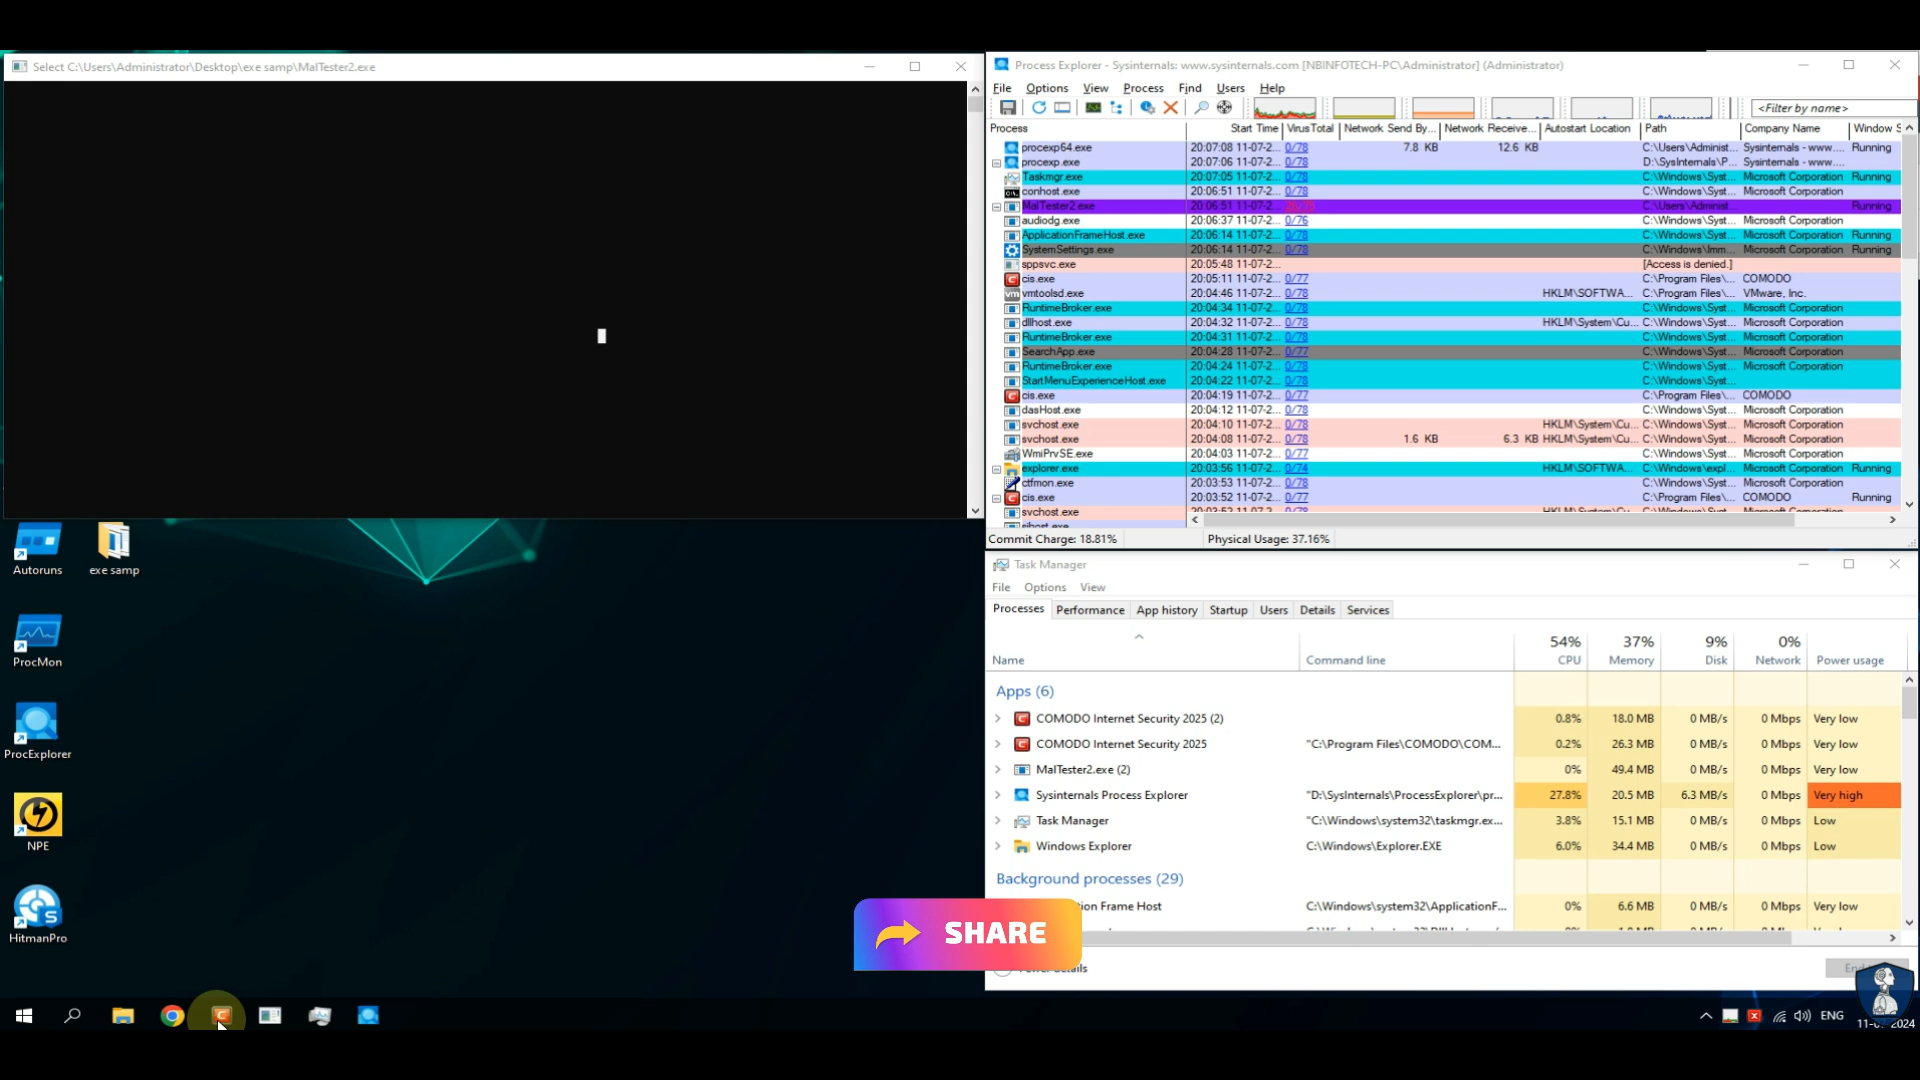 Select C:\Users\Administrator\Desktop\exe samp\MalTester2.exe
Autoruns
exe samp
ProcMon
ProcExplorer
NPE
HitmanPro
Process Explorer - Sysinternals: www.sysinternals.com [NBINFOTECH-PC\Administrator] (Administrator)
File Options View Process Find Users Help
<Filter by name>
Process Start Time VirusTotal Network Send By... Network Receive... Autostart Location Path Company Name Window S
procexp64.exe 20:07:08 11-07-2... 0/78 7.8 KB 12.6 KB C:\Users\Administ... Sysinternals - www.... Running
procexp.exe 20:07:06 11-07-2... 0/78 D:\SysInternals\P... Sysinternals - www....
Taskmgr.exe 20:07:05 11-07-2... 0/78 C:\Windows\Syst... Microsoft Corporation Running
conhost.exe 20:06:51 11-07-2... 0/78 C:\Windows\Syst... Microsoft Corporation
MalTester2.exe 20:06:51 11-07-2... C:\Users\Administ... Running
audiodg.exe 20:06:37 11-07-2... 0/76 C:\Windows\Syst... Microsoft Corporation
ApplicationFrameHost.exe 20:06:14 11-07-2... 0/78 C:\Windows\Syst... Microsoft Corporation Running
SystemSettings.exe 20:06:14 11-07-2... 0/78 C:\Windows\Imm... Microsoft Corporation Running
sppsvc.exe 20:05:48 11-07-2... [Access is denied.]
cis.exe 20:05:11 11-07-2... 0/77 C:\Program Files\... COMODO
vmtoolsd.exe 20:04:46 11-07-2... 0/78 HKLM\SOFTWA... C:\Program Files\... VMware, Inc.
RuntimeBroker.exe 20:04:34 11-07-2... 0/78 C:\Windows\Syst... Microsoft Corporation
dllhost.exe 20:04:32 11-07-2... 0/78 HKLM\System\Cu... C:\Windows\Syst... Microsoft Corporation
RuntimeBroker.exe 20:04:31 11-07-2... 0/78 C:\Windows\Syst... Microsoft Corporation
SearchApp.exe 20:04:28 11-07-2... 0/77 C:\Windows\Syst... Microsoft Corporation
RuntimeBroker.exe 20:04:24 11-07-2... 0/78 C:\Windows\Syst... Microsoft Corporation
StartMenuExperienceHost.exe 20:04:22 11-07-2... 0/78 C:\Windows\Syst...
cis.exe 20:04:19 11-07-2... 0/77 C:\Program Files\... COMODO
dasHost.exe 20:04:12 11-07-2... 0/78 C:\Windows\Syst... Microsoft Corporation
svchost.exe 20:04:10 11-07-2... 0/78 HKLM\System\Cu... C:\Windows\Syst... Microsoft Corporation
svchost.exe 20:04:08 11-07-2... 0/78 1.6 KB 6.3 KB HKLM\System\Cu... C:\Windows\Syst... Microsoft Corporation
WmiPrvSE.exe 20:04:03 11-07-2... 0/77 C:\Windows\Syst... Microsoft Corporation
explorer.exe 20:03:56 11-07-2... 0/74 HKLM\SOFTWA... C:\Windows\expl... Microsoft Corporation Running
ctfmon.exe 20:03:53 11-07-2... 0/78 C:\Windows\Syst... Microsoft Corporation
cis.exe 20:03:52 11-07-2... 0/77 C:\Program Files\... COMODO Running
svchost.exe 20:03:52 11-07-2... 0/78 HKLM\System\Cu... C:\Windows\Syst... Microsoft Corporation
sihost.exe
Commit Charge: 18.81% Physical Usage: 37.16%
Task Manager
File Options View
Processes Performance App history Startup Users Details Services
54% 37% 9% 0%
Name Command line CPU Memory Disk Network Power usage
Apps (6)
COMODO Internet Security 2025 (2) 0.8% 18.0 MB 0 MB/s 0 Mbps Very low
COMODO Internet Security 2025 "C:\Program Files\COMODO\COM... 0.2% 26.3 MB 0 MB/s 0 Mbps Very low
MalTester2.exe (2) 0% 49.4 MB 0 MB/s 0 Mbps Very low
Sysinternals Process Explorer "D:\SysInternals\ProcessExplorer\pr... 27.8% 20.5 MB 6.3 MB/s 0 Mbps Very high
Task Manager "C:\Windows\system32\taskmgr.ex... 3.8% 15.1 MB 0 MB/s 0 Mbps Low
Windows Explorer C:\Windows\Explorer.EXE 6.0% 34.4 MB 0 MB/s 0 Mbps Low
Background processes (29)
ion Frame Host C:\Windows\system32\ApplicationF... 0% 6.6 MB 0 MB/s 0 Mbps Very low
SHARE
ENG